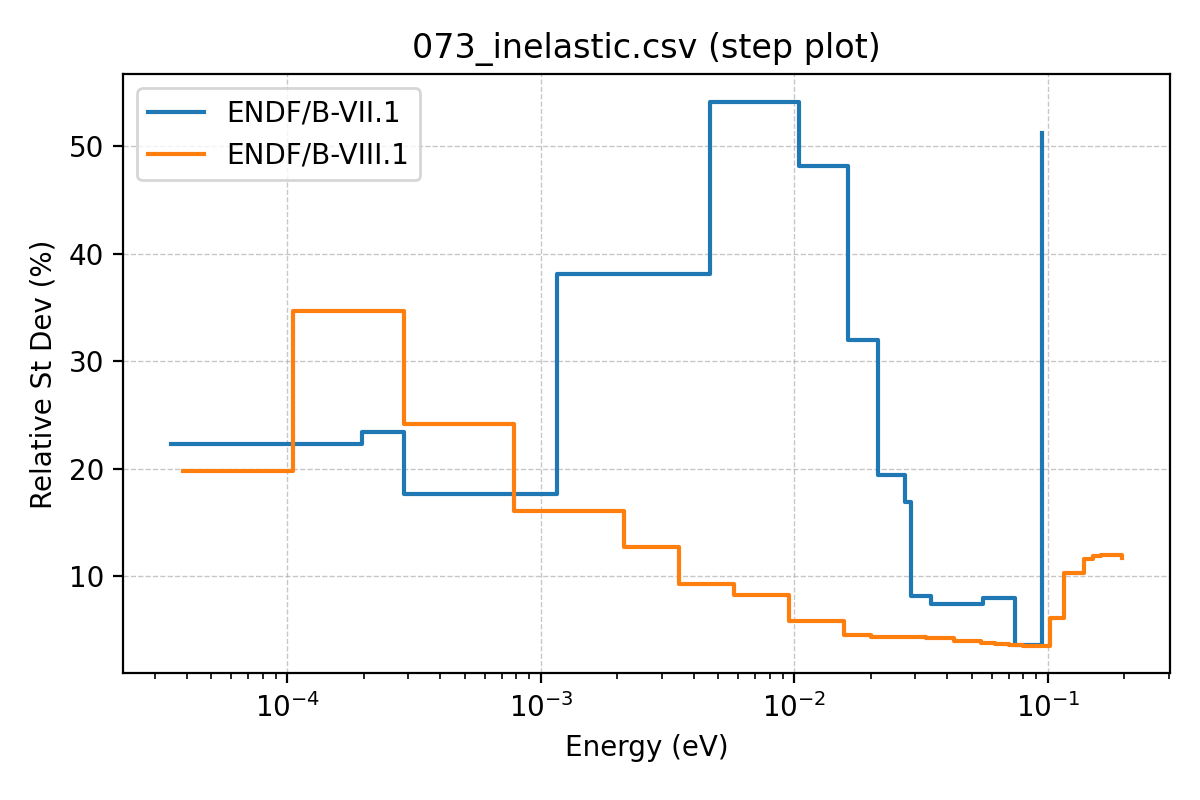 073_inelastic.csv (step plot)
ENDF/B-VII.1
ENDF/B-VIII.1
Relative St Dev (%)
50
40
30
20
10
10⁻⁴
10⁻³
10⁻²
10⁻¹
Energy (eV)